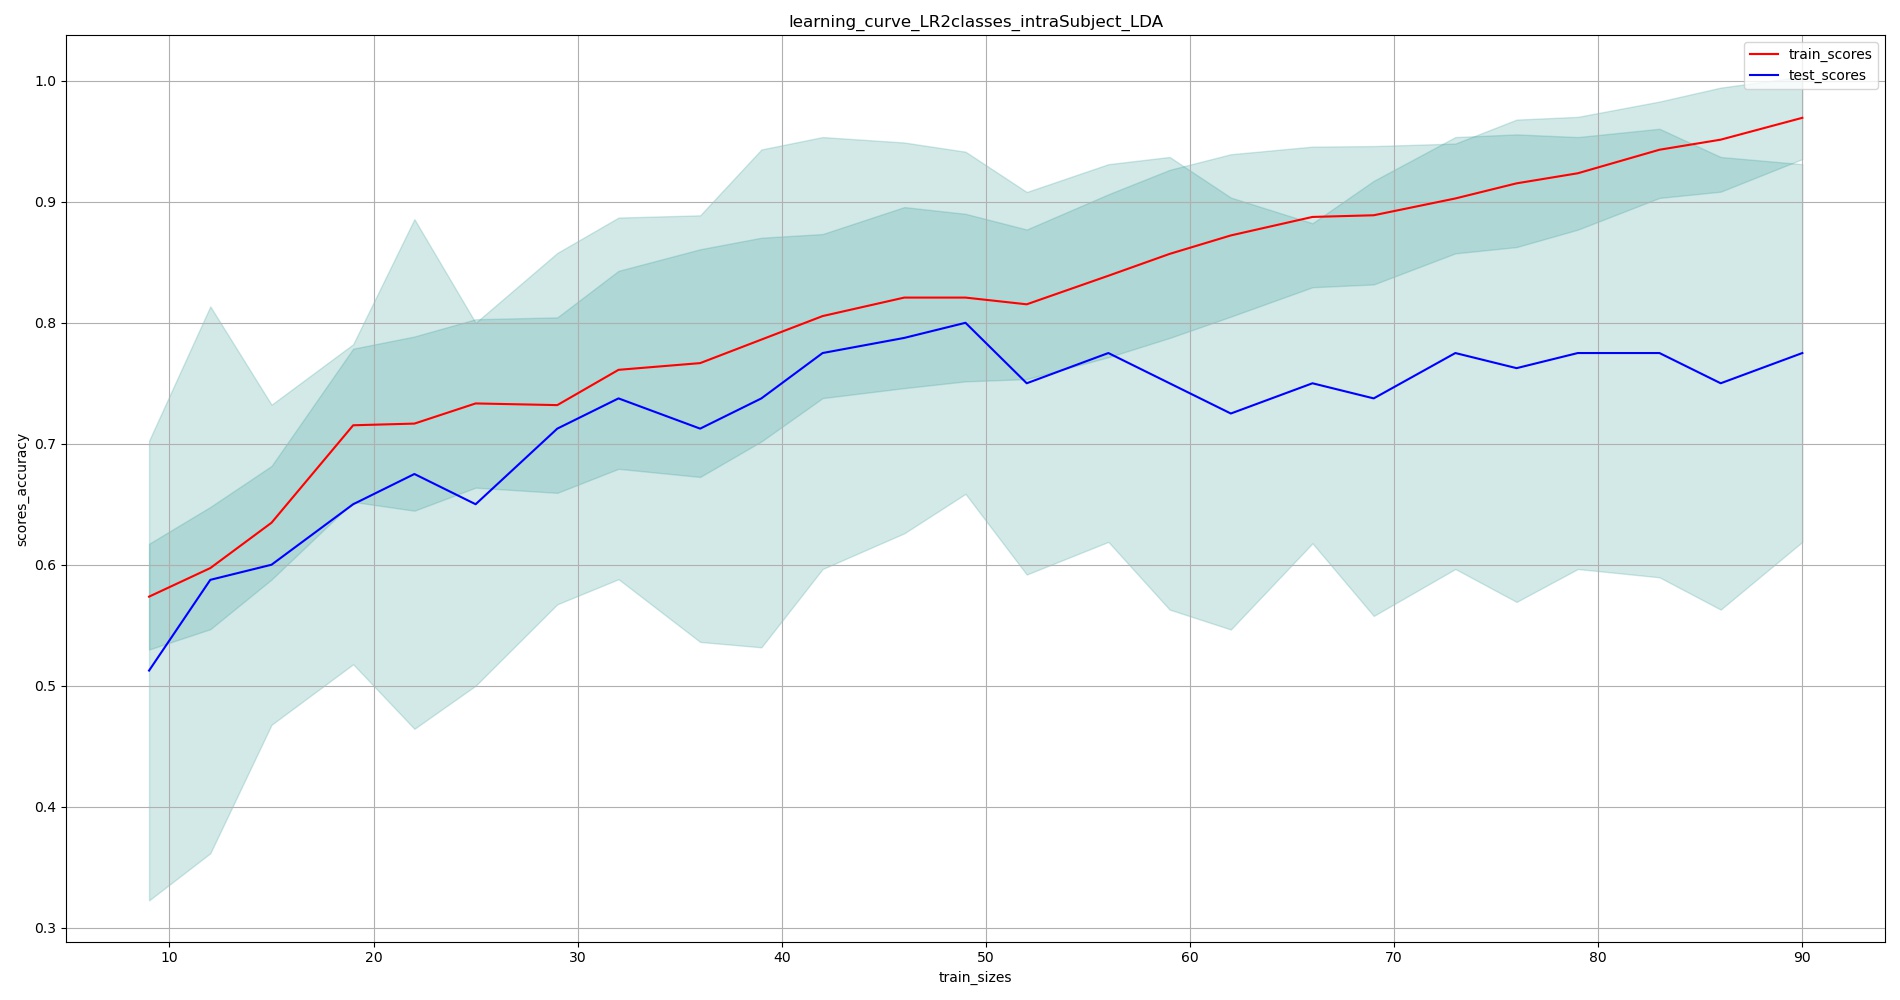 learning_curve_LR2classes_intraSubject_LDA
train_scores
test_scores
1.0
0.9
0.8
0.7
0.6
0.5
0.4
0.3
scores_accuracy
10 20 30 40 50 60 70 80 90
train_sizes